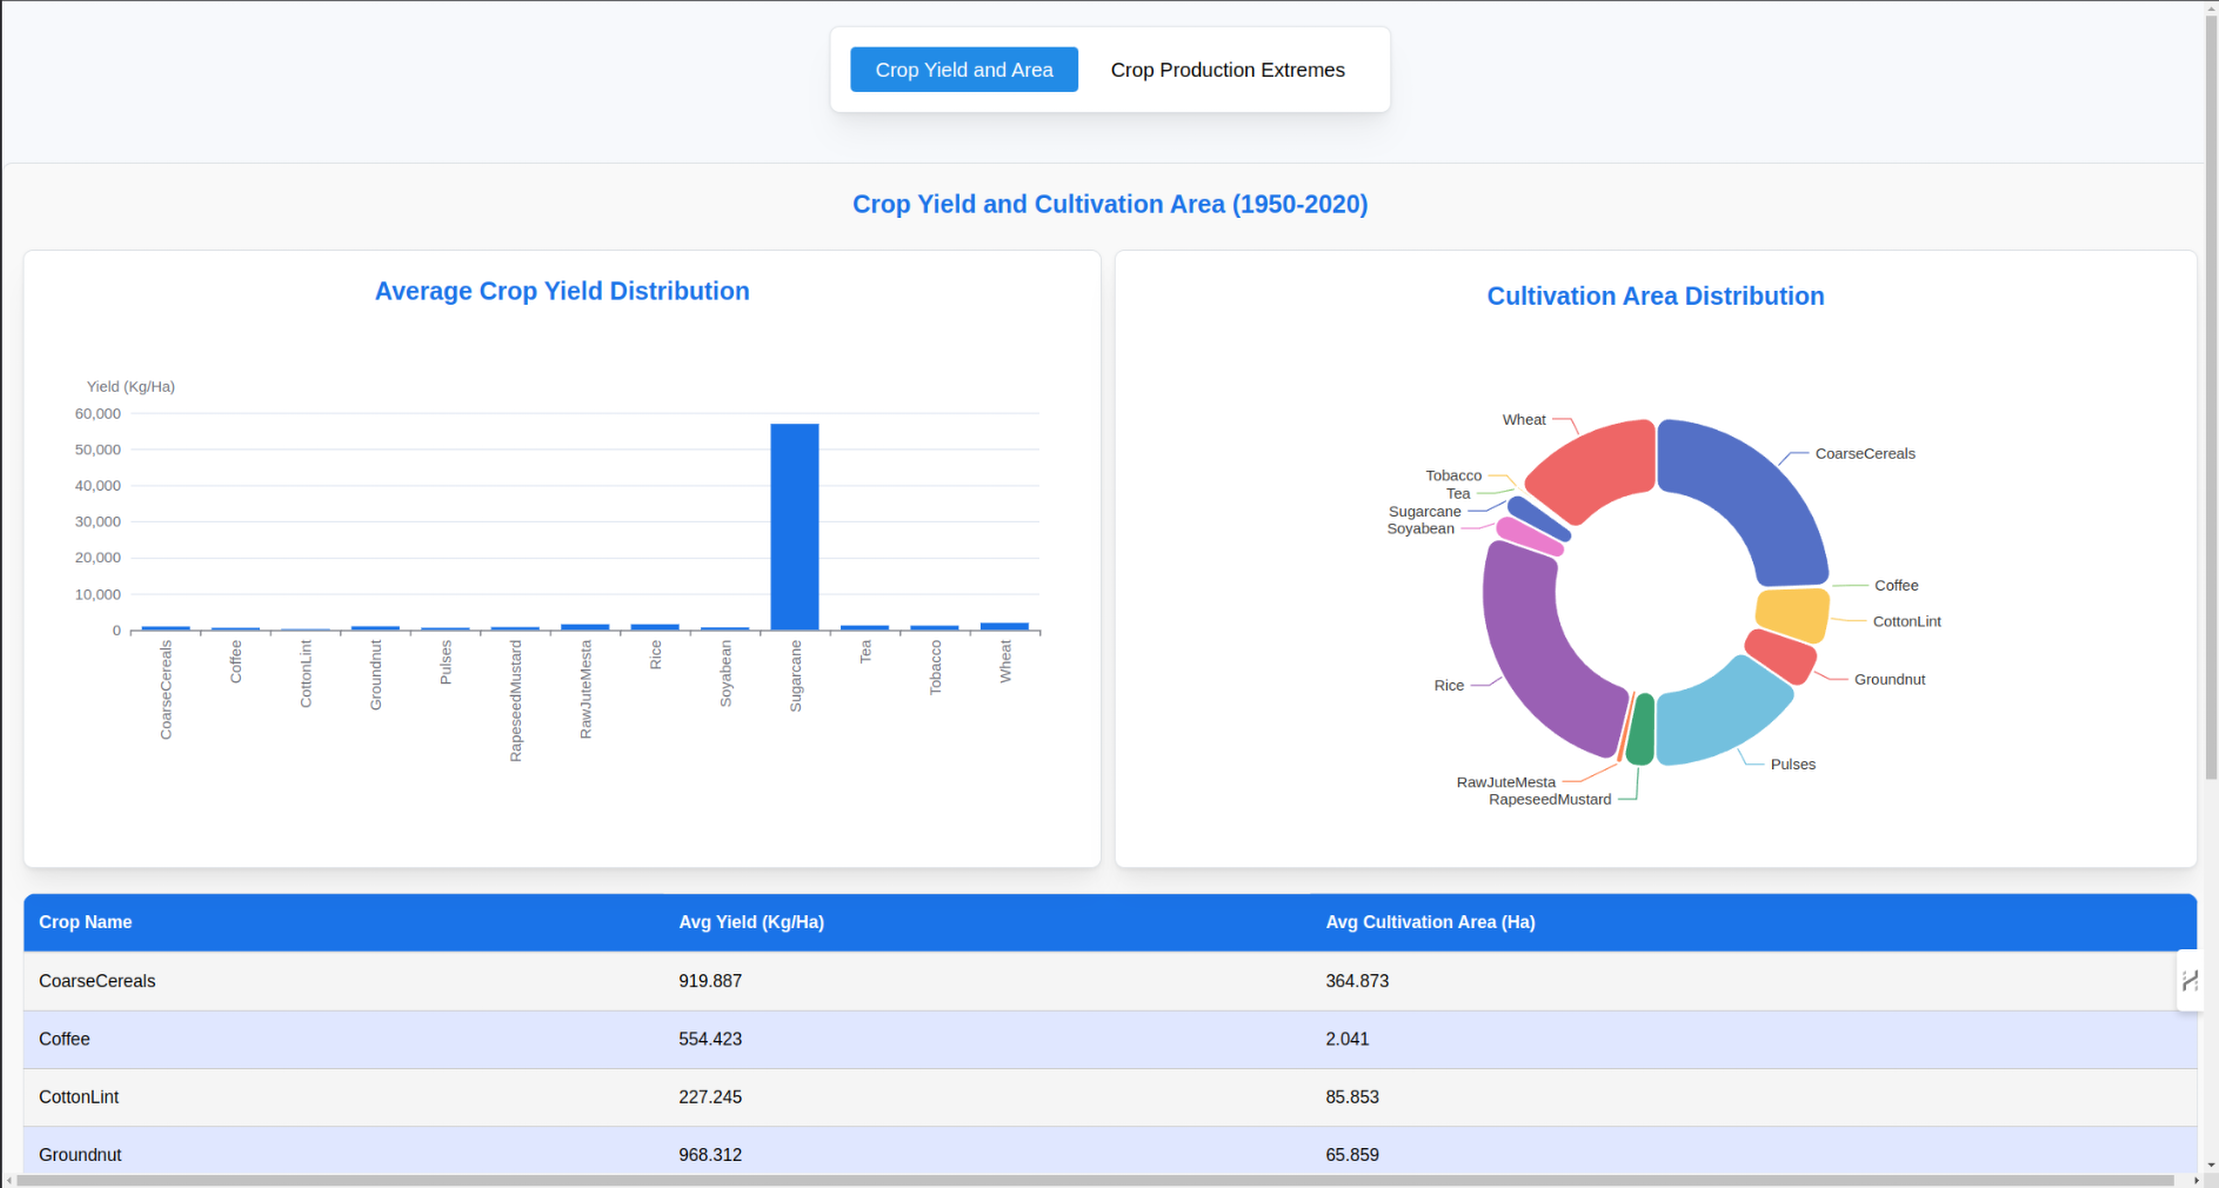 Crop Yield and Area
Crop Production Extremes
Crop Yield and Cultivation Area (1950-2020)
Average Crop Yield Distribution
Yield (Kg/Ha)
60,000
50,000
40,000
30,000
20,000
10,000
0
CoarseCereals
Coffee
CottonLint
Groundnut
Pulses
RapeseedMustard
RawJuteMesta
Rice
Soyabean
Sugarcane
Tea
Tobacco
Wheat
Cultivation Area Distribution
Wheat
CoarseCereals
Tobacco
Tea
Sugarcane
Soyabean
Coffee
CottonLint
Groundnut
Rice
Pulses
RawJuteMesta
RapeseedMustard
Crop Name Avg Yield (Kg/Ha) Avg Cultivation Area (Ha)
CoarseCereals 919.887 364.873
Coffee 554.423 2.041
CottonLint 227.245 85.853
Groundnut 968.312 65.859